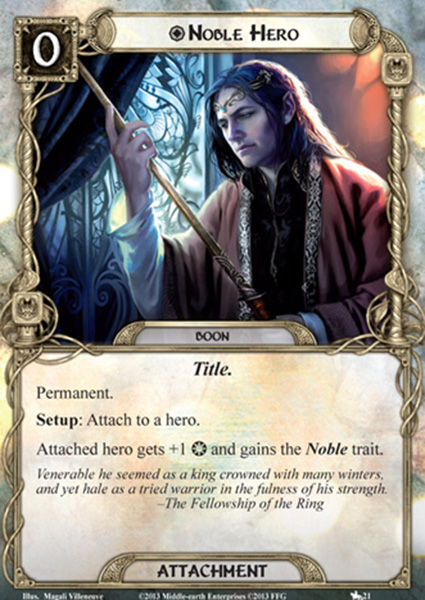 0
Noble Hero
BOON
Title.
Permanent.
Setup: Attach to a hero.
Attached hero gets +1 and gains the Noble trait.
Venerable he seemed as a king crowned with many winters,
and yet hale as a tried warrior in the fulness of his strength.
–The Fellowship of the Ring
ATTACHMENT
Illus. Magali Villeneuve ©2013 Middle-earth Enterprises ©2013 FFG 21